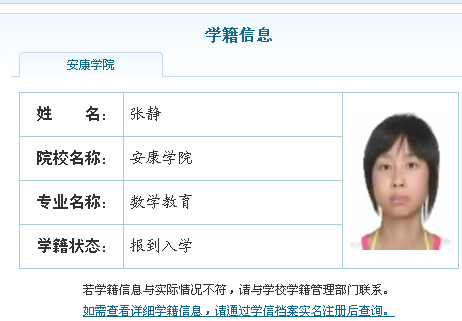 学籍信息
安康学院
姓 名: 张静
院校名称: 安康学院
专业名称: 数学教育
学籍状态: 报到入学
若学籍信息与实际情况不符，请与学校学籍管理部门联系。
如需查看详细学籍信息，请通过学信档案实名注册后查询。